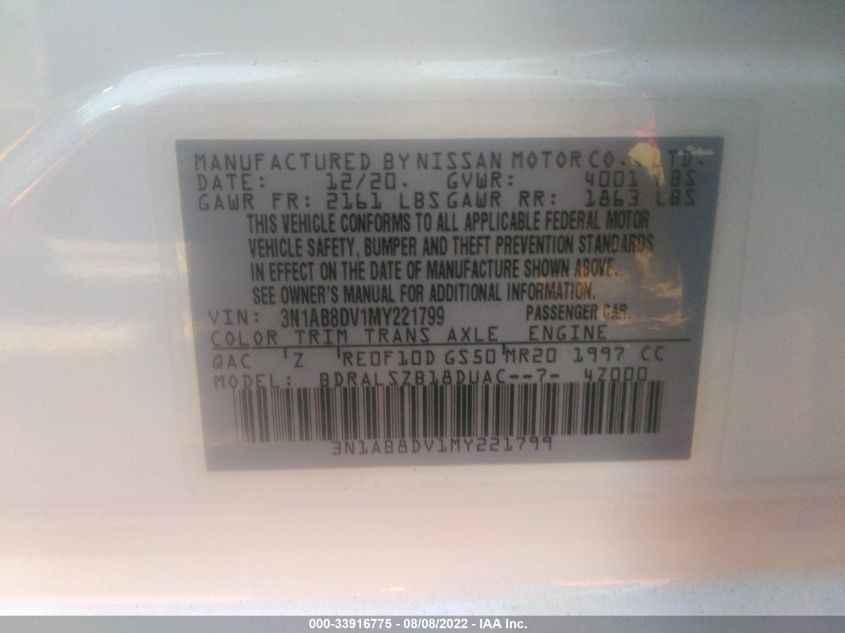 MANUFACTURED BY NISSAN MOTOR CO., LTD.
DATE: 12/20. GVWR: 4001 LBS
GAWR FR: 2161 LBS GAWR RR: 1863 LBS
THIS VEHICLE CONFORMS TO ALL APPLICABLE FEDERAL MOTOR
VEHICLE SAFETY, BUMPER AND THEFT PREVENTION STANDARDS
IN EFFECT ON THE DATE OF MANUFACTURE SHOWN ABOVE.
SEE OWNER'S MANUAL FOR ADDITIONAL INFORMATION.
VIN: 3N1AB8DV1MY221799 PASSENGER CAR.
COLOR TRIM TRANS AXLE ENGINE
QAC 'Z RE0F10D GS50'MR20 1997 CC
MODEL: BDRALSZB18DUAC--7- 4Z000
3N1AB8DV1MY221799
000-33916775 - 08/08/2022 - IAA Inc.